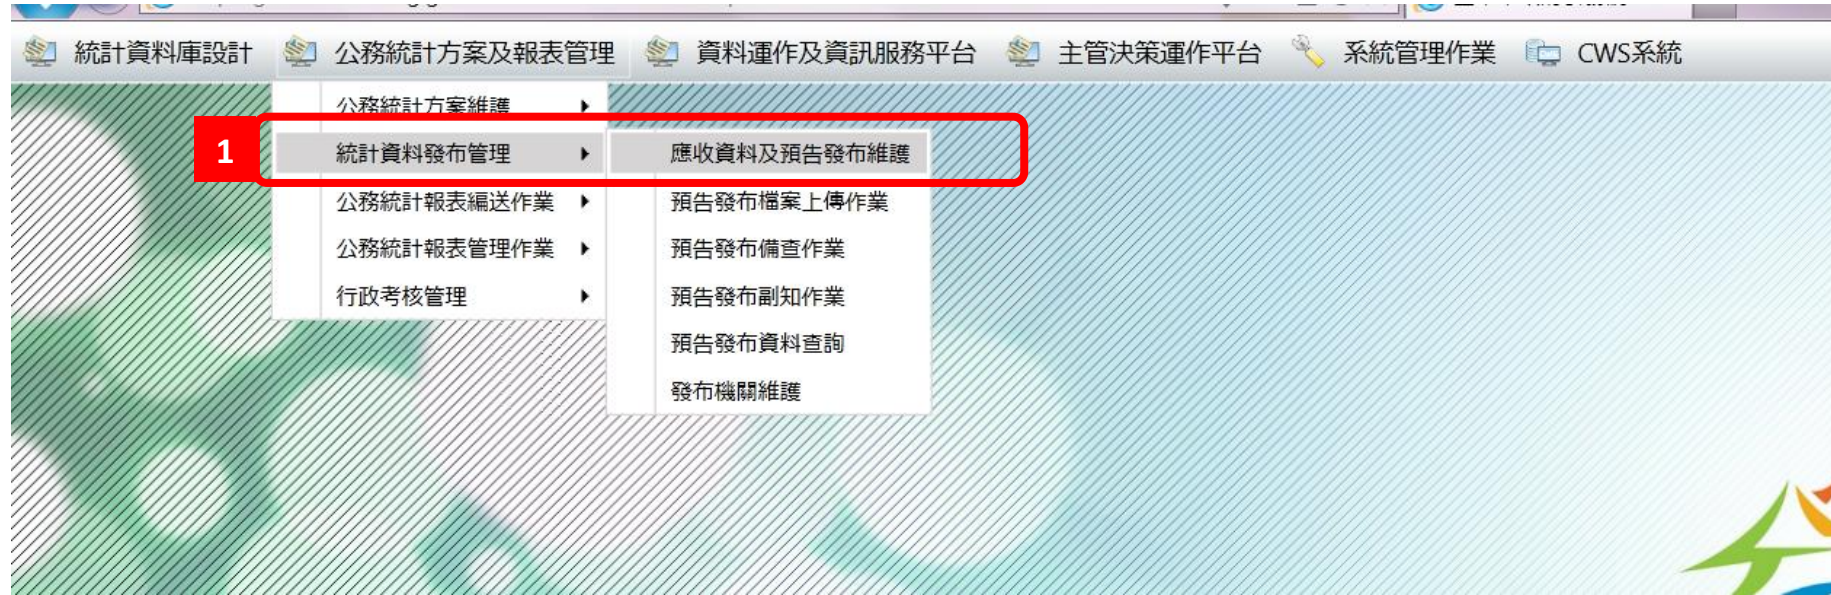 統計資料庫設計 公務統計方案及報表管理 資料運作及資訊服務平台 主管決策運作平台 系統管理作業 CWS系統
公務統計方案維護
1 統計資料發布管理 應收資料及預告發布維護
公務統計報表編送作業 預告發布檔案上傳作業
公務統計報表管理作業 預告發布備查作業
行政考核管理 預告發布副知作業
預告發布資料查詢
發布機關維護